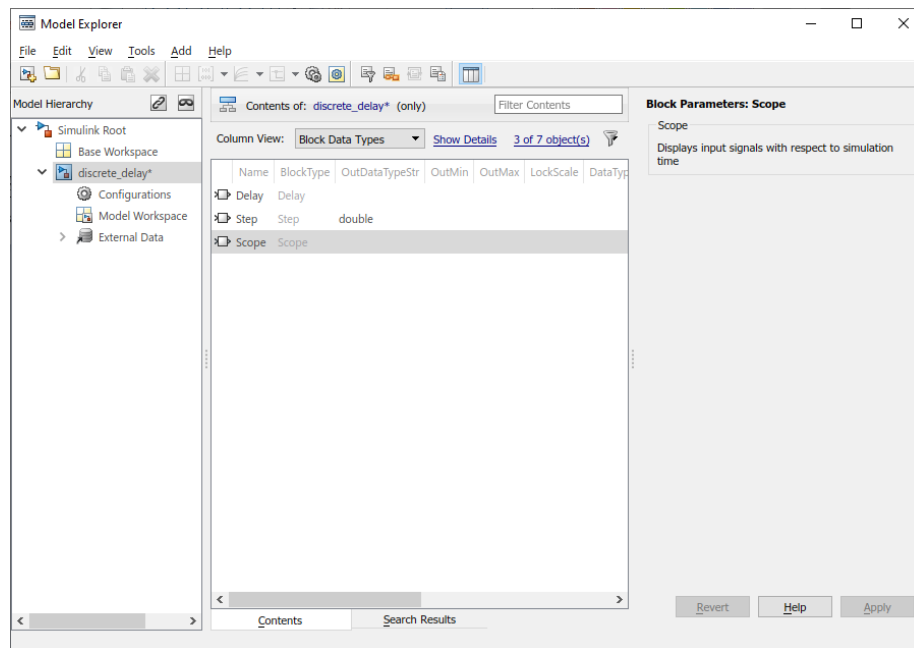 Model Explorer
File Edit View Tools Add Help
Model Hierarchy
Simulink Root
Base Workspace
discrete_delay*
Configurations
Model Workspace
External Data
Contents of: discrete_delay* (only)
Filter Contents
Column View: Block Data Types Show Details 3 of 7 object(s)
Name BlockType OutDataTypeStr OutMin OutMax LockScale DataTyp
Delay Delay
Step Step double
Scope Scope
Contents Search Results
Block Parameters: Scope
Scope
Displays input signals with respect to simulation
time
Revert Help Apply